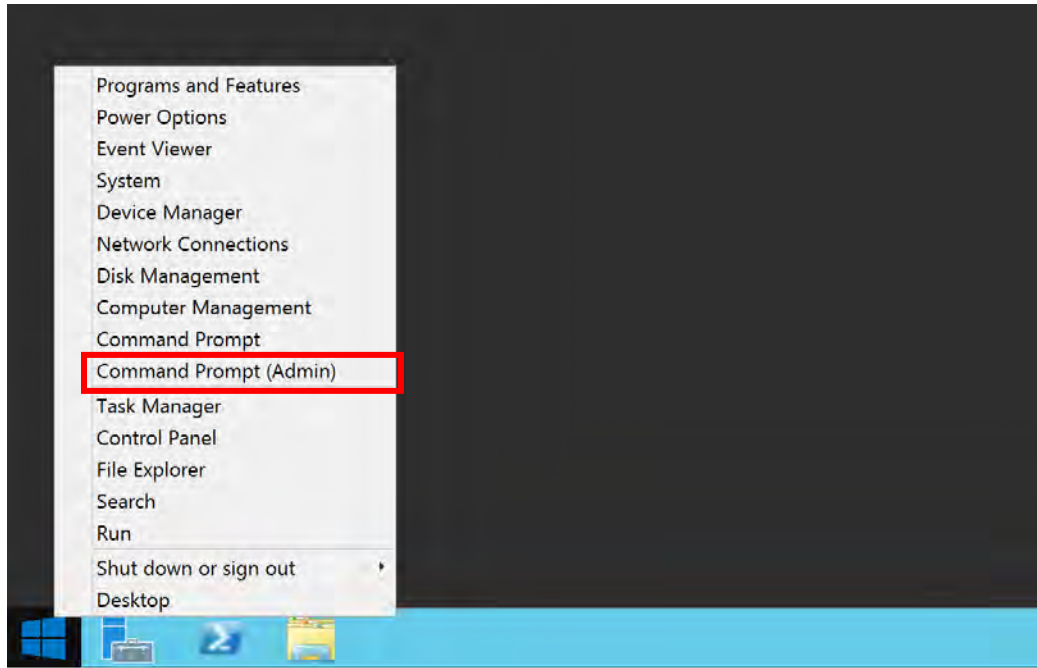 Programs and Features
Power Options
Event Viewer
System
Device Manager
Network Connections
Disk Management
Computer Management
Command Prompt
Command Prompt (Admin)
Task Manager
Control Panel
File Explorer
Search
Run
Shut down or sign out
Desktop